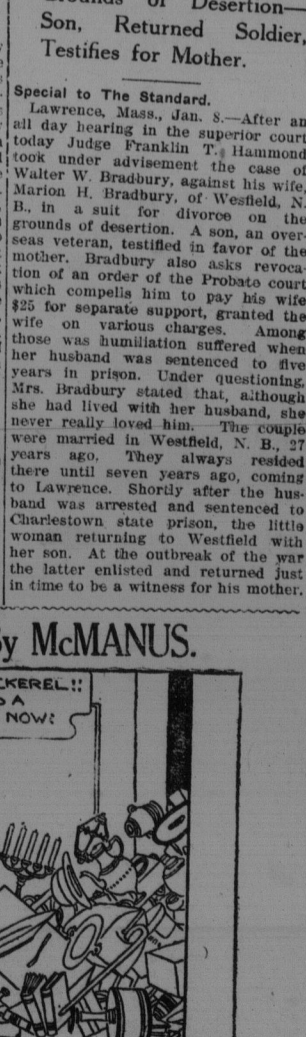 Desertion—
Son, Returned Soldier,
Testifies for Mother.
Special to The Standard.
Lawrence, Mass., Jan. 8.—After an
all day hearing in the superior court
today Judge Franklin T. Hammond
took under advisement the case of
Walter W. Bradbury, against his wife,
Marion H. Bradbury, of Wesfield, N.
B., in a suit for divorce on the
grounds of desertion. A son, an over-
seas veteran, testified in favor of the
mother. Bradbury also asks revoca-
tion of an order of the Probate court
which compells him to pay his wife
$25 for separate support, granted the
wife on various charges. Among
those was humiliation suffered when
her husband was sentenced to five
years in prison. Under questioning,
Mrs. Bradbury stated that, although
she had lived with her husband, she
never really loved him. The couple
were married in Westfield, N. B., 27
years ago. They always resided
there until seven years ago, coming
to Lawrence. Shortly after the hus-
band was arrested and sentenced to
Charlestown state prison, the little
woman returning to Westfield with
her son. At the outbreak of the war
the latter enlisted and returned just
in time to be a witness for his mother.
By McMANUS.
CKEREL!!
A
NOW!